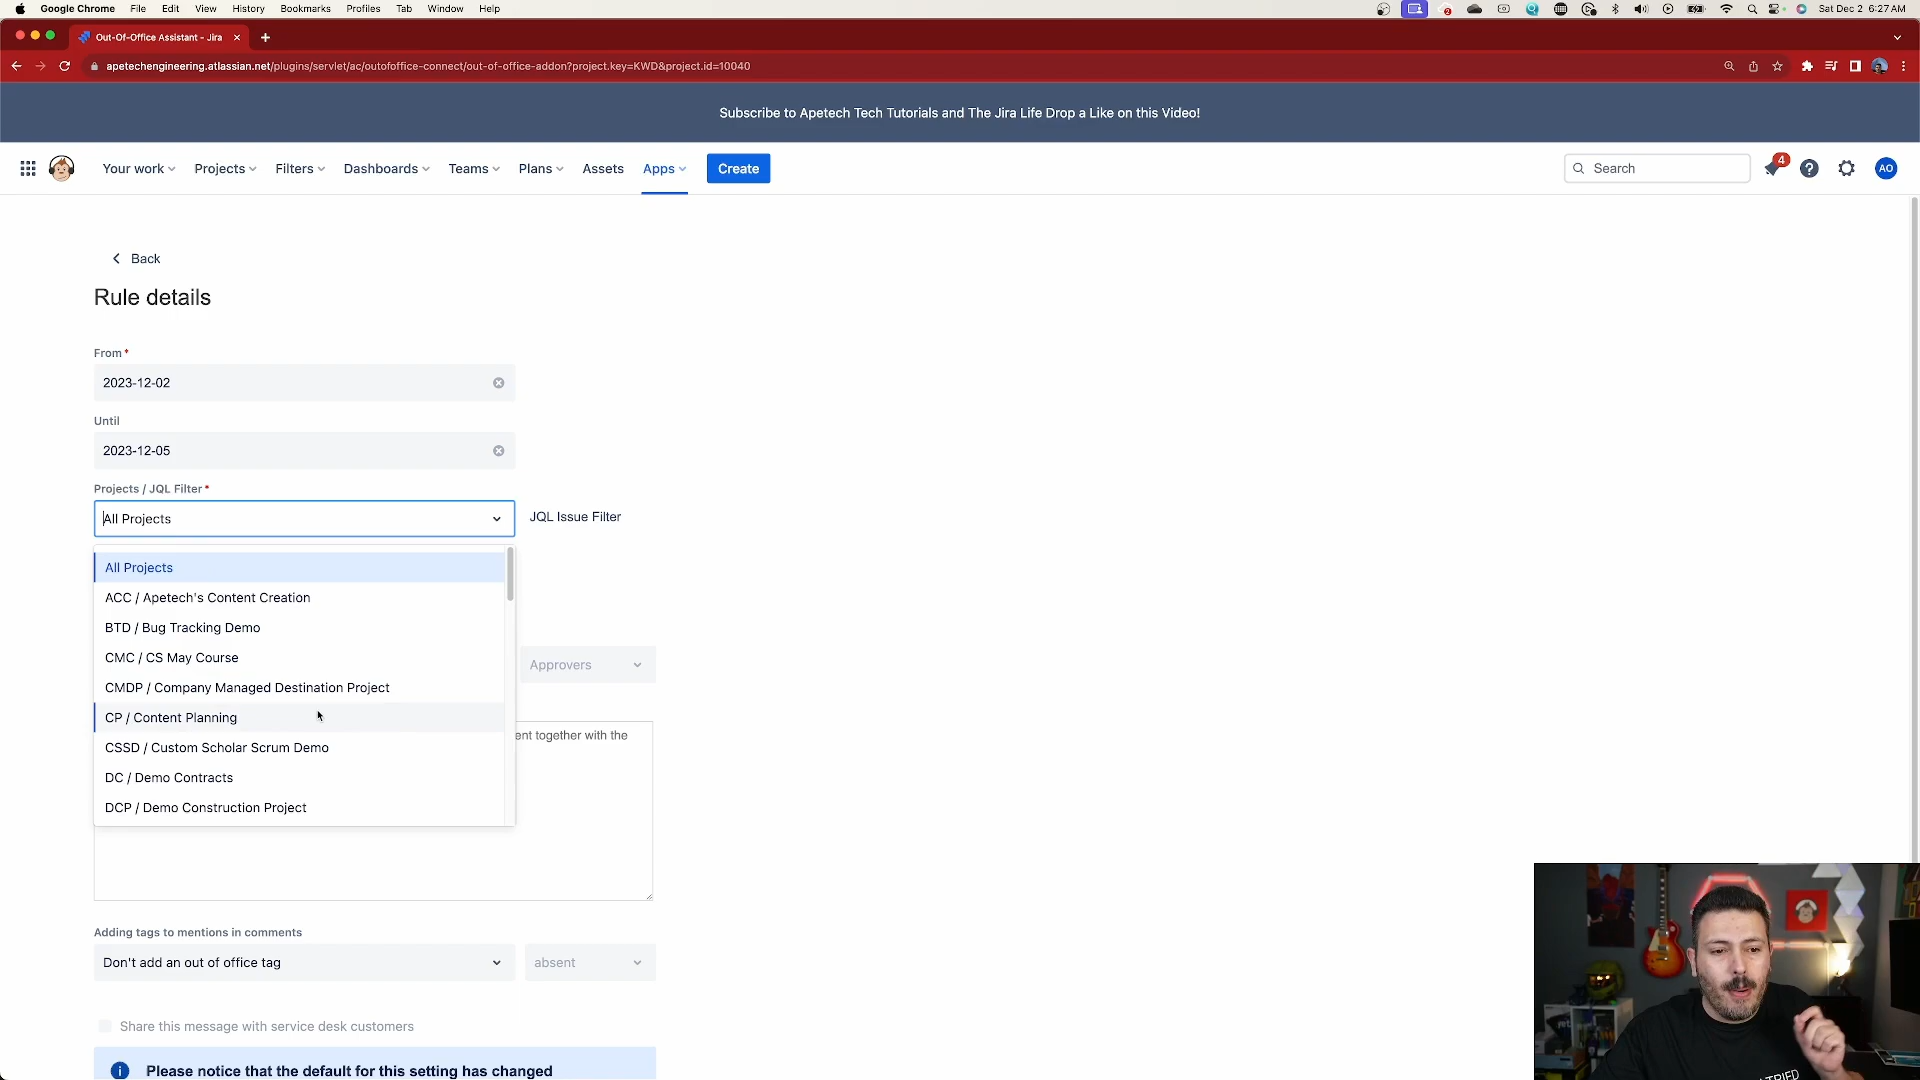 Google Chrome File Edit View History Bookmarks Profiles Tab Window Help
2
Sat Dec 2 6:27 AM
Out-Of-Office Assistant - Jira
apetechengineering.atlassian.net/plugins/servlet/ac/outofoffice-connect/out-of-office-addon?project.key=KWD&project.id=10040
Subscribe to Apetech Tech Tutorials and The Jira Life Drop a Like on this Video!
Your work Projects Filters Dashboards Teams Plans Assets Apps Create
Search
4
AO
Back
Rule details
From *
2023-12-02
Until
2023-12-05
Projects / JQL Filter *
All Projects
JQL Issue Filter
All Projects
ACC / Apetech's Content Creation
BTD / Bug Tracking Demo
CMC / CS May Course
CMDP / Company Managed Destination Project
Approvers
CP / Content Planning
ent together with the
CSSD / Custom Scholar Scrum Demo
DC / Demo Contracts
DCP / Demo Construction Project
Adding tags to mentions in comments
Don't add an out of office tag
absent
Share this message with service desk customers
Please notice that the default for this setting has changed